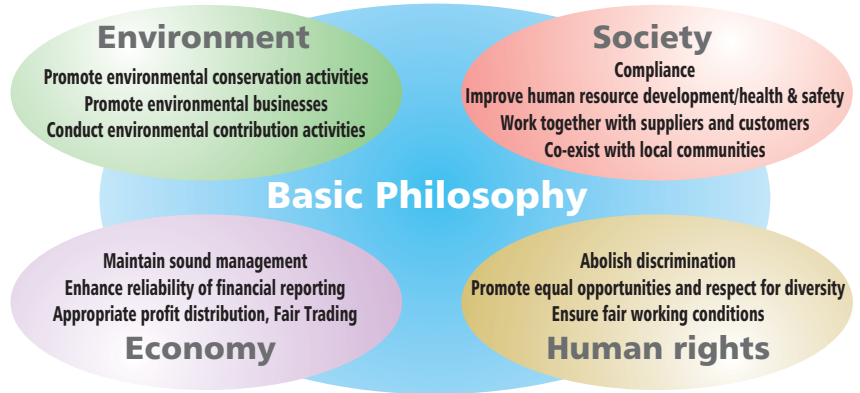 Environment
Promote environmental conservation activities
Promote environmental businesses
Conduct environmental contribution activities
Society
Compliance
Improve human resource development/health & safety
Work together with suppliers and customers
Co-exist with local communities
Basic Philosophy
Maintain sound management
Enhance reliability of financial reporting
Appropriate profit distribution, Fair Trading
Economy
Abolish discrimination
Promote equal opportunities and respect for diversity
Ensure fair working conditions
Human rights